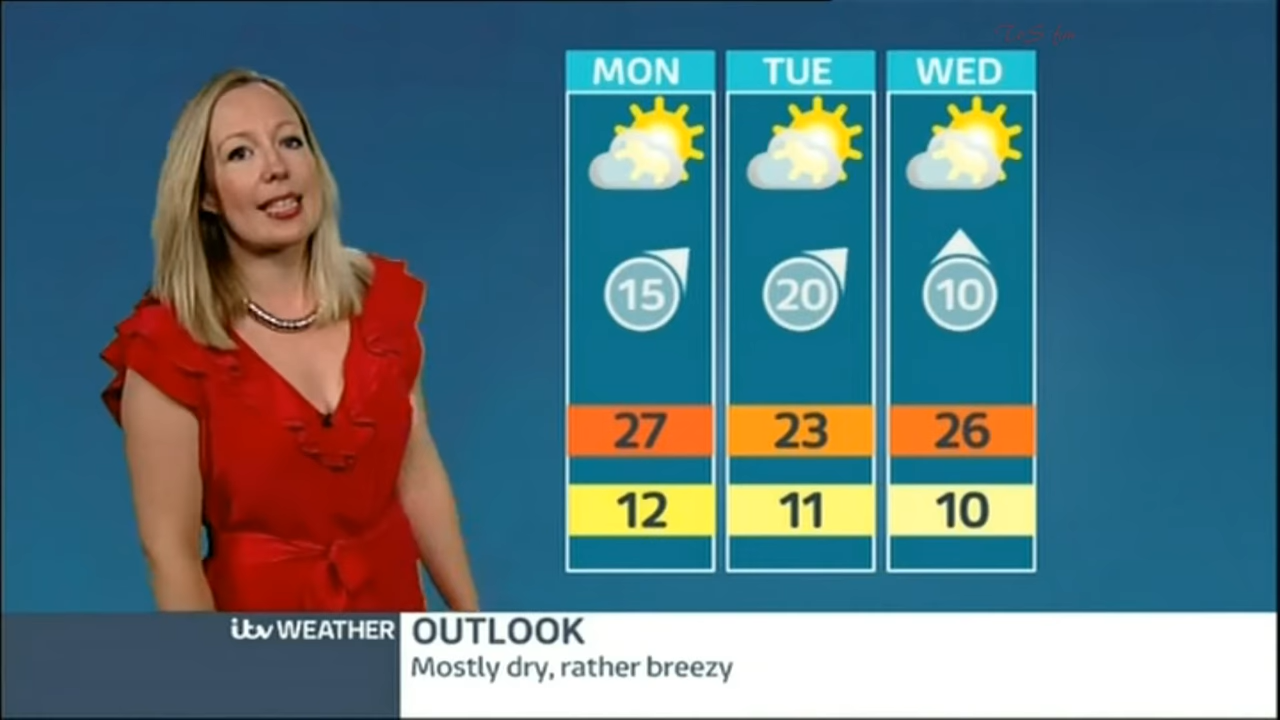 MON TUE WED
15 20 10
27 23 26
12 11 10
itv WEATHER
OUTLOOK
Mostly dry, rather breezy